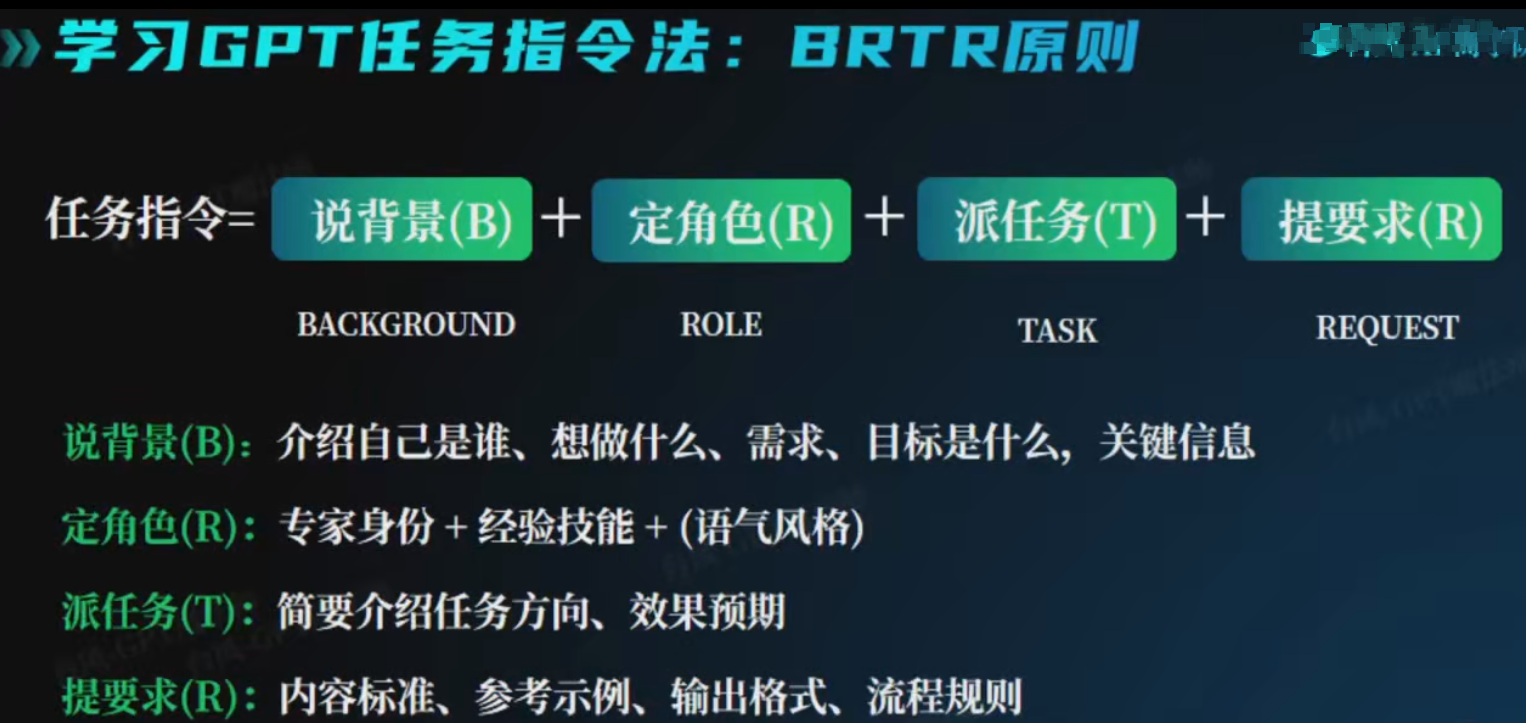 学习GPT任务指令法：BRTR原则
任务指令= 说背景(B) + 定角色(R) + 派任务(T) + 提要求(R)
BACKGROUND ROLE TASK REQUEST
说背景(B)：介绍自己是谁、想做什么、需求、目标是什么，关键信息
定角色(R)：专家身份 + 经验技能 + (语气风格)
派任务(T)：简要介绍任务方向、效果预期
提要求(R)：内容标准、参考示例、输出格式、流程规则